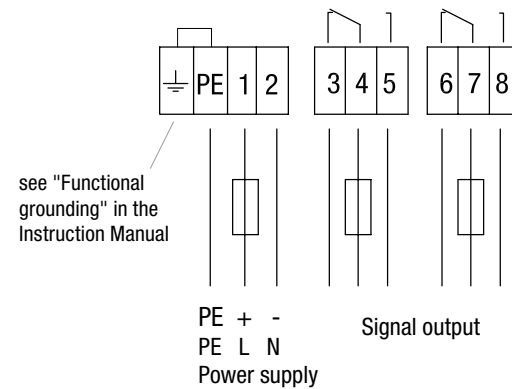 PE 1 2 3 4 5 6 7 8
see "Functional
grounding" in the
Instruction Manual
PE + -
PE L N
Power supply
Signal output